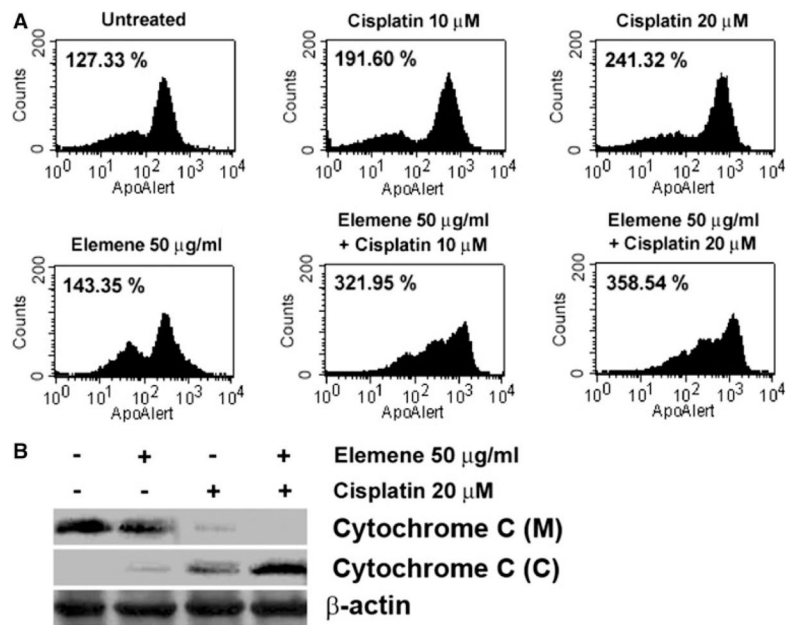 A
Untreated
Cisplatin 10 μM
Cisplatin 20 μM
200
Counts
0
127.33 %
10^0 10^1 10^2 10^3 10^4
ApoAlert
200
Counts
0
191.60 %
10^0 10^1 10^2 10^3 10^4
ApoAlert
200
Counts
0
241.32 %
10^0 10^1 10^2 10^3 10^4
ApoAlert
Elemene 50 μg/ml
Elemene 50 μg/ml
+ Cisplatin 10 μM
Elemene 50 μg/ml
+ Cisplatin 20 μM
200
Counts
0
143.35 %
10^0 10^1 10^2 10^3 10^4
ApoAlert
200
Counts
0
321.95 %
10^0 10^1 10^2 10^3 10^4
ApoAlert
200
Counts
0
358.54 %
10^0 10^1 10^2 10^3 10^4
ApoAlert
B
- + - + Elemene 50 μg/ml
- - + + Cisplatin 20 μM
Cytochrome C (M)
Cytochrome C (C)
β-actin